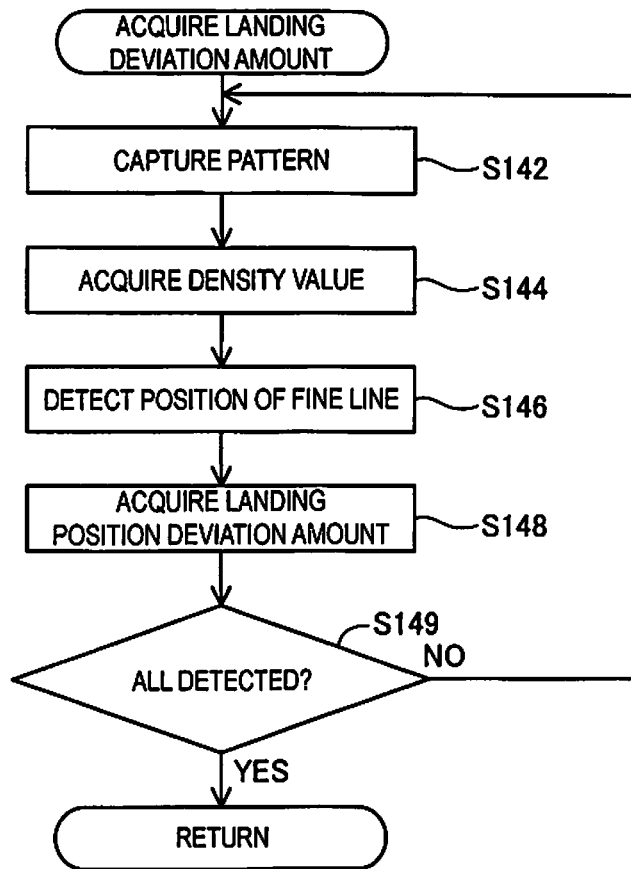 ACQUIRE LANDING
DEVIATION AMOUNT
CAPTURE PATTERN
S142
ACQUIRE DENSITY VALUE
S144
DETECT POSITION OF FINE LINE
S146
ACQUIRE LANDING
POSITION DEVIATION AMOUNT
S148
S149
ALL DETECTED?
NO
YES
RETURN